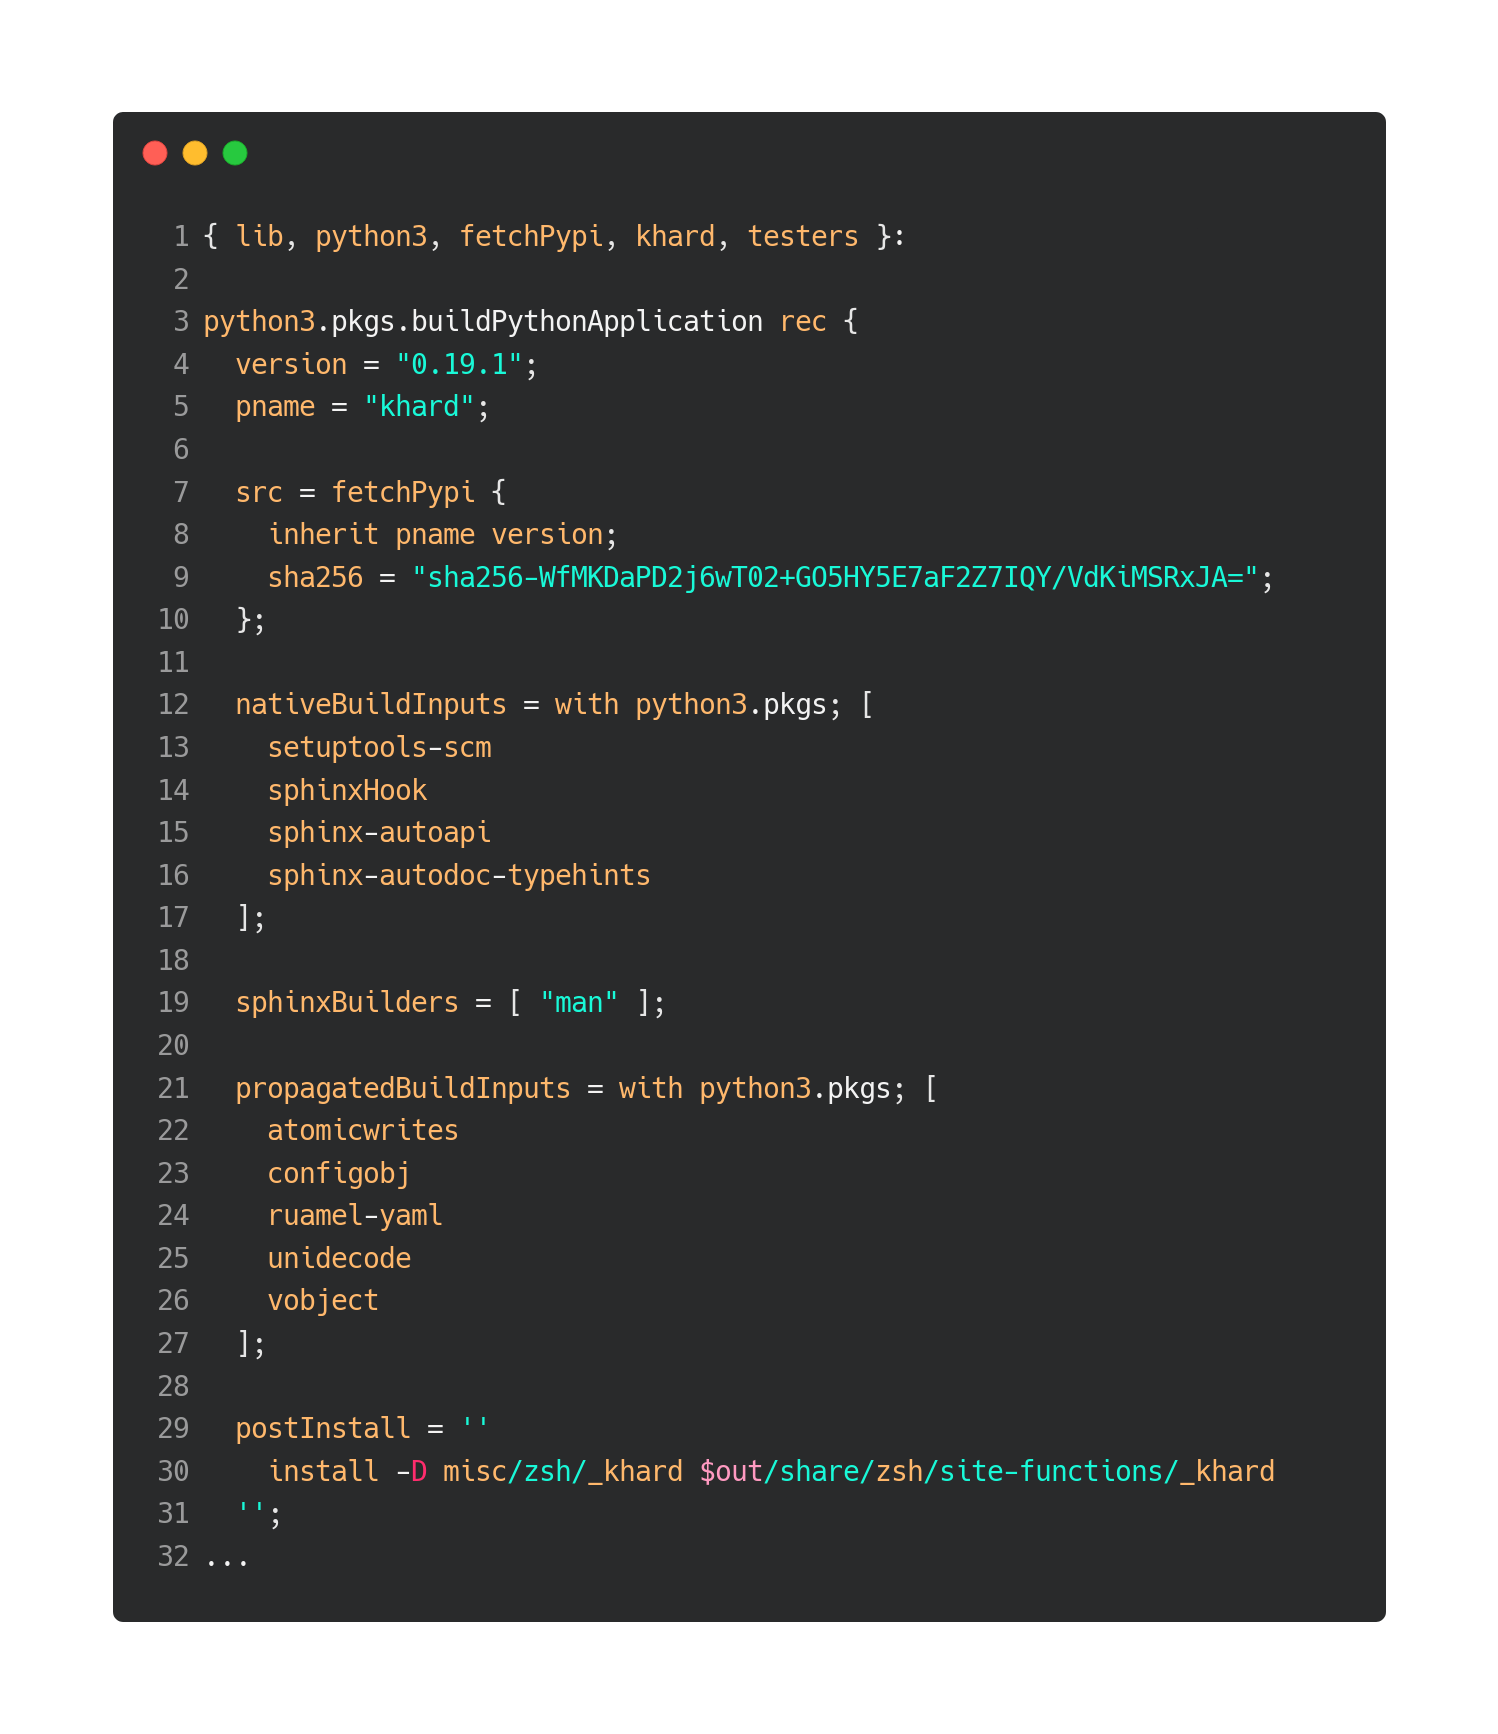 1 { lib, python3, fetchPypi, khard, testers }:
2
3 python3.pkgs.buildPythonApplication rec {
4   version = "0.19.1";
5   pname = "khard";
6
7   src = fetchPypi {
8     inherit pname version;
9     sha256 = "sha256-WfMKDaPD2j6wT02+GO5HY5E7aF2Z7IQY/VdKiMSRxJA=";
10   };
11
12   nativeBuildInputs = with python3.pkgs; [
13     setuptools-scm
14     sphinxHook
15     sphinx-autoapi
16     sphinx-autodoc-typehints
17   ];
18
19   sphinxBuilders = [ "man" ];
20
21   propagatedBuildInputs = with python3.pkgs; [
22     atomicwrites
23     configobj
24     ruamel-yaml
25     unidecode
26     vobject
27   ];
28
29   postInstall = ''
30     install -D misc/zsh/_khard $out/share/zsh/site-functions/_khard
31   '';
32 ...